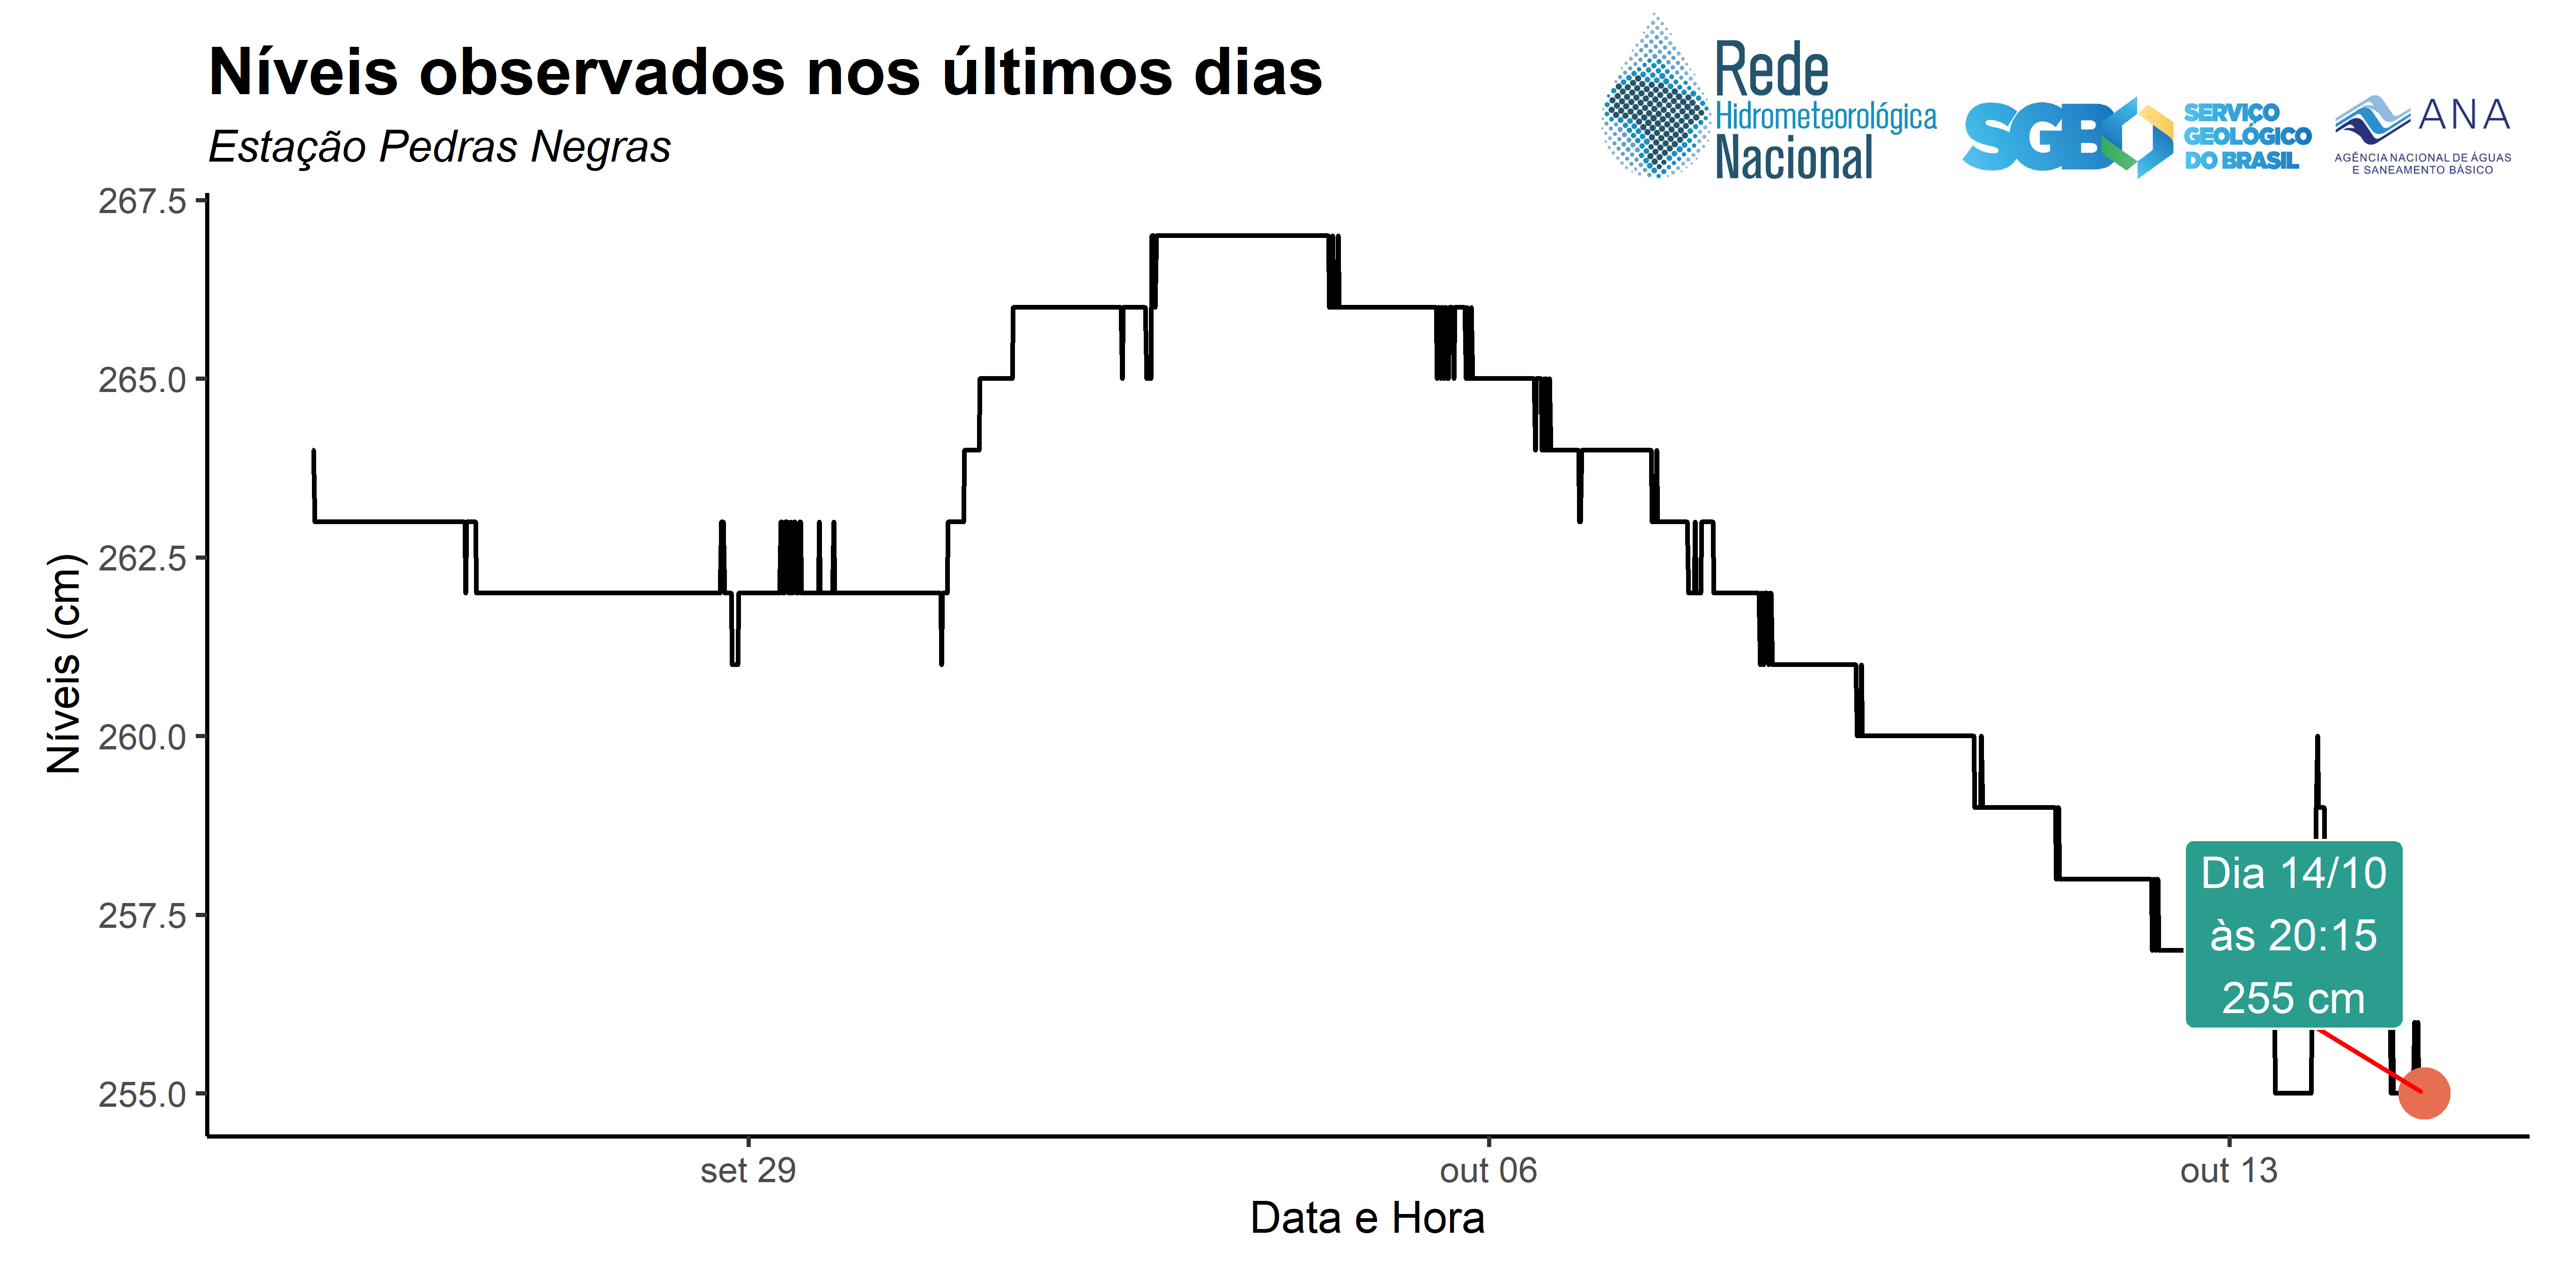 Níveis observados nos últimos dias
Estação Pedras Negras
Rede
Hidrometeorológica
Nacional
SGB
SERVIÇO
GEOLÓGICO
DO BRASIL
ANA
AGÊNCIA NACIONAL DE ÁGUAS
E SANEAMENTO BÁSICO
Níveis (cm)
267.5
265.0
262.5
260.0
257.5
255.0
Dia 14/10
às 20:15
255 cm
set 29
out 06
out 13
Data e Hora